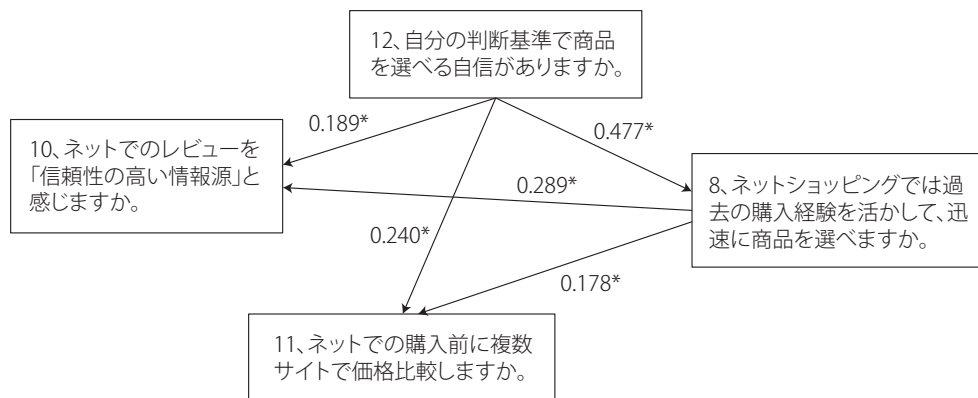 12、自分の判断基準で商品
を選べる自信がありますか。
0.189*
0.477*
10、ネットでのレビューを
「信頼性の高い情報源」と
感じますか。
0.289*
8、ネットショッピングでは過
去の購入経験を活かして、迅
速に商品を選べますか。
0.240*
0.178*
11、ネットでの購入前に複数
サイトで価格比較しますか。